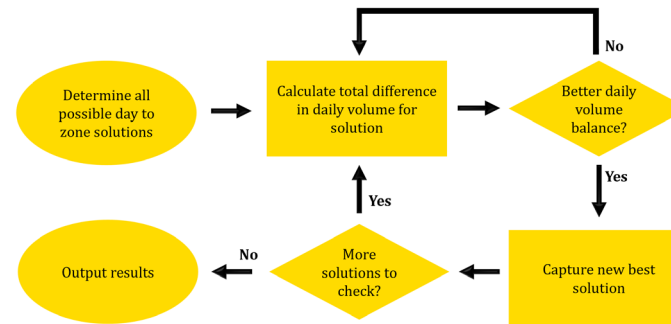 No
Determine all
possible day to
zone solutions
Calculate total difference
in daily volume for
solution
Better daily
volume
balance?
Yes
Yes
Output results
No
More
solutions to
check?
Capture new best
solution